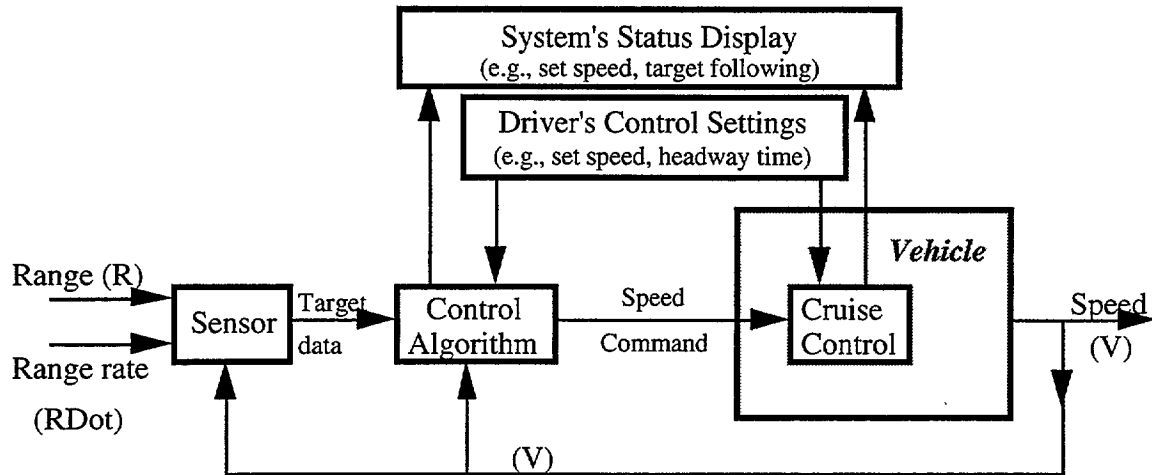 System's Status Display
(e.g., set speed, target following)
Driver's Control Settings
(e.g., set speed, headway time)
Vehicle
Range (R)
Sensor
Range rate
(RDot)
Target
data
Control
Algorithm
Speed
Command
Cruise
Control
Speed
(V)
(V)